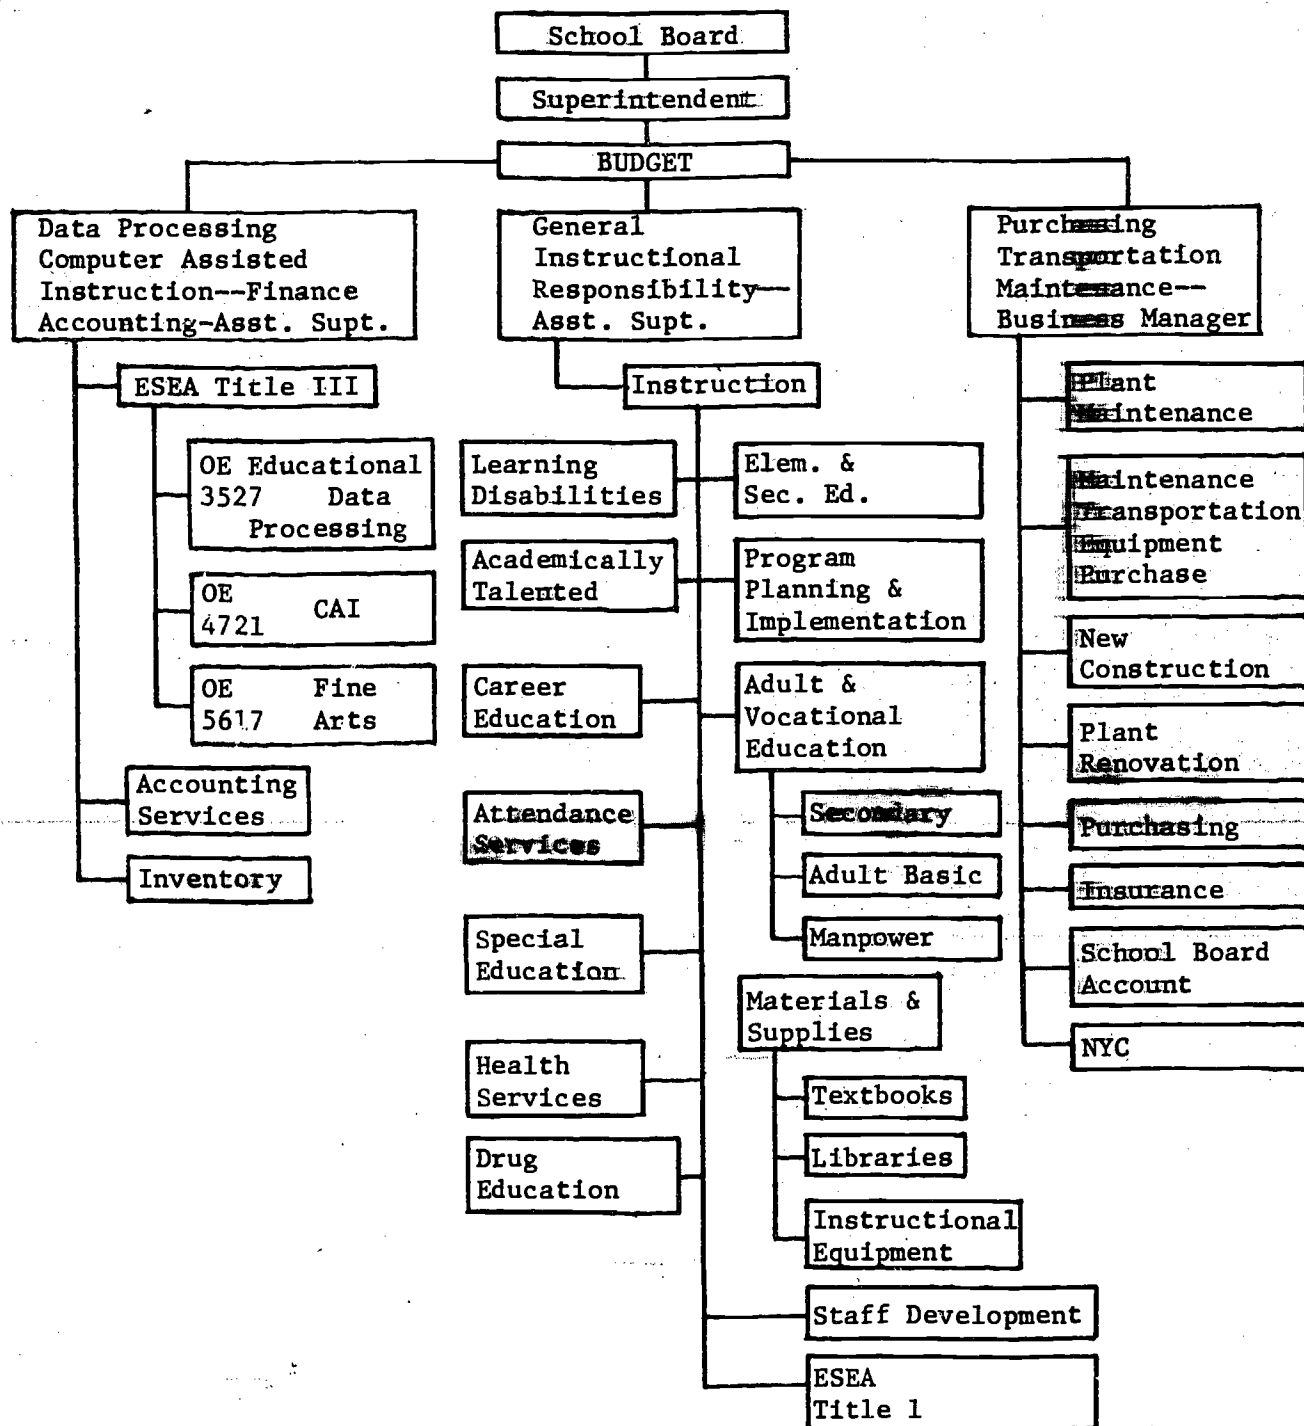 School Board
Superintendent
BUDGET
Data Processing
Computer Assisted
Instruction--Finance
Accounting-Asst. Supt.
ESEA Title III
OE Educational
3527 Data
Processing
OE
4721 CAI
OE Fine
5617 Arts
Accounting
Services
Inventory
General
Instructional
Responsibility—
Asst. Supt.
Instruction
Learning
Disabilities
Academically
Talented
Career
Education
Attendance
Services
Special
Education
Health
Services
Drug
Education
Elem. &
Sec. Ed.
Program
Planning &
Implementation
Adult &
Vocational
Education
Secondary
Adult Basic
Manpower
Materials &
Supplies
Textbooks
Libraries
Instructional
Equipment
Staff Development
ESEA
Title 1
Purchasing
Transportation
Maintenance--
Business Manager
Plant
Maintenance
Maintenance
Transportation
Equipment
Purchase
New
Construction
Plant
Renovation
Purchasing
Insurance
School Board
Account
NYC